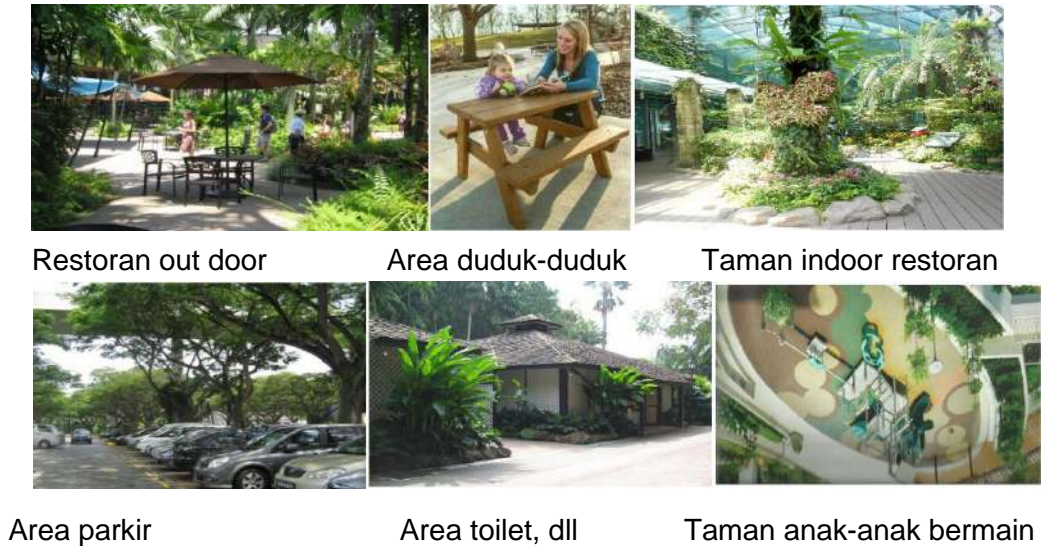 Restoran out door Area duduk-duduk Taman indoor restoran
Area parkir Area toilet, dll Taman anak-anak bermain